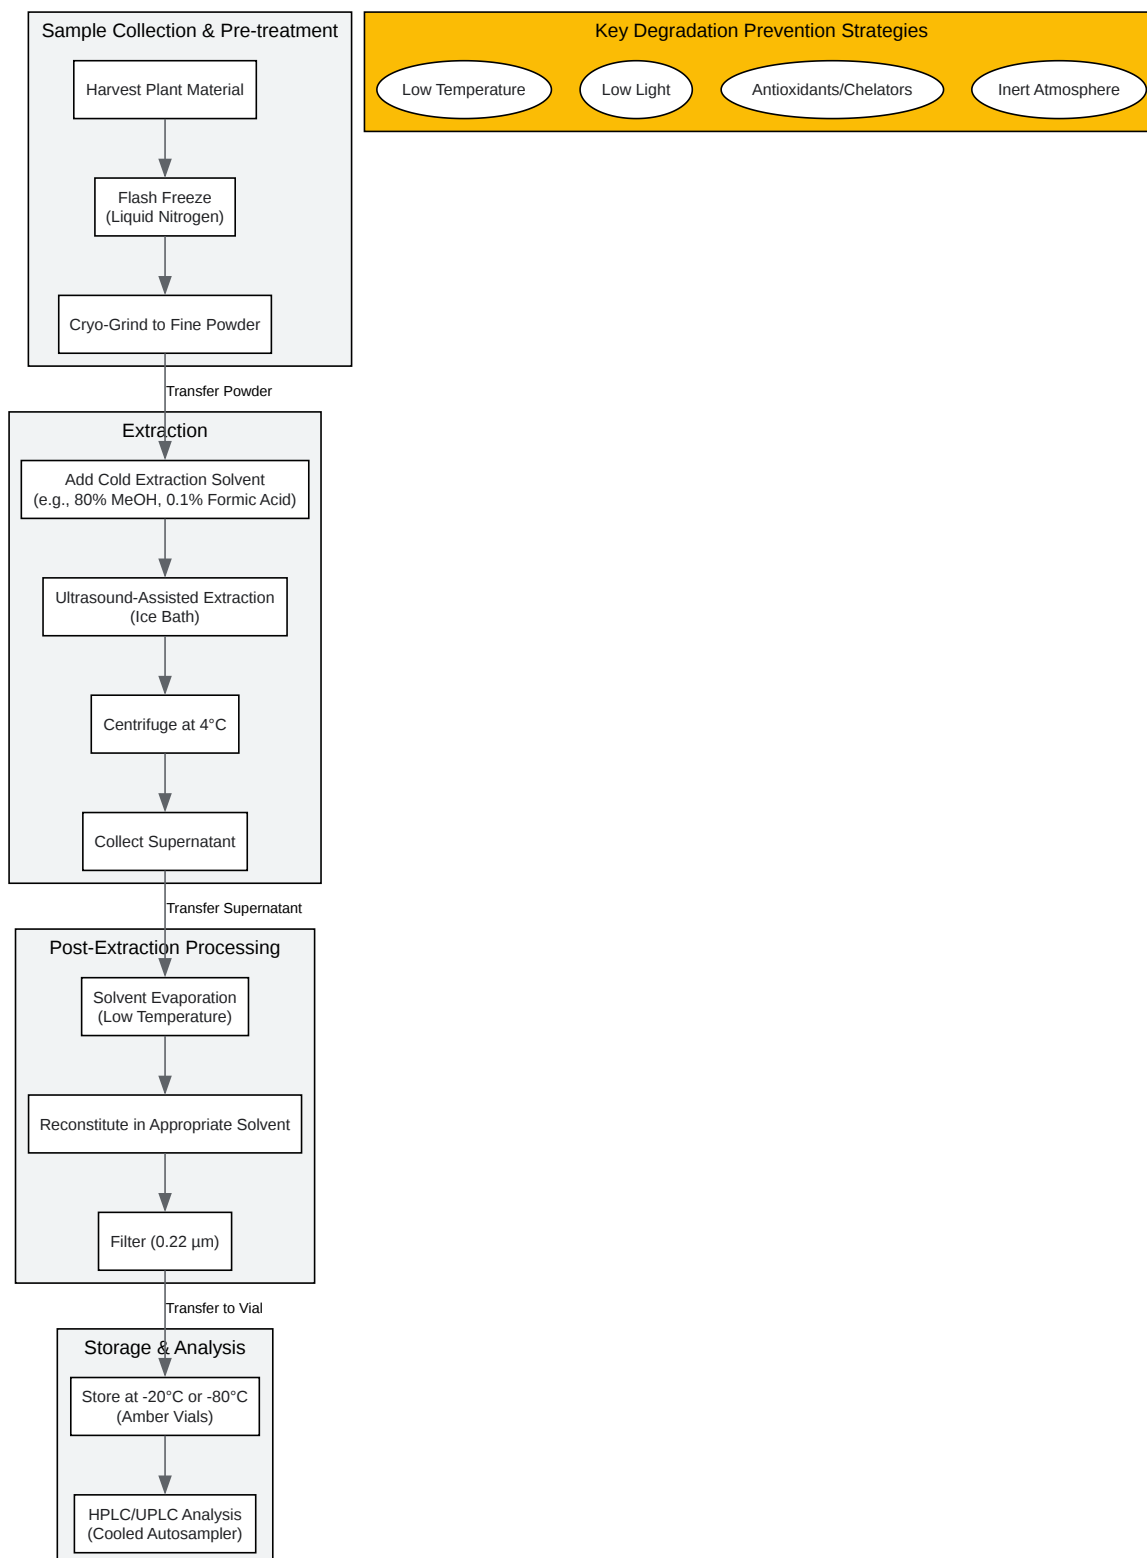 Sample Collection & Pre-treatment
Harvest Plant Material
Flash Freeze
(Liquid Nitrogen)
Cryo-Grind to Fine Powder
Key Degradation Prevention Strategies
Low Temperature
Low Light
Antioxidants/Chelators
Inert Atmosphere
Transfer Powder
Extraction
Add Cold Extraction Solvent
(e.g., 80% MeOH, 0.1% Formic Acid)
Ultrasound-Assisted Extraction
(Ice Bath)
Centrifuge at 4°C
Collect Supernatant
Transfer Supernatant
Post-Extraction Processing
Solvent Evaporation
(Low Temperature)
Reconstitute in Appropriate Solvent
Filter (0.22 µm)
Transfer to Vial
Storage & Analysis
Store at -20°C or -80°C
(Amber Vials)
HPLC/UPLC Analysis
(Cooled Autosampler)